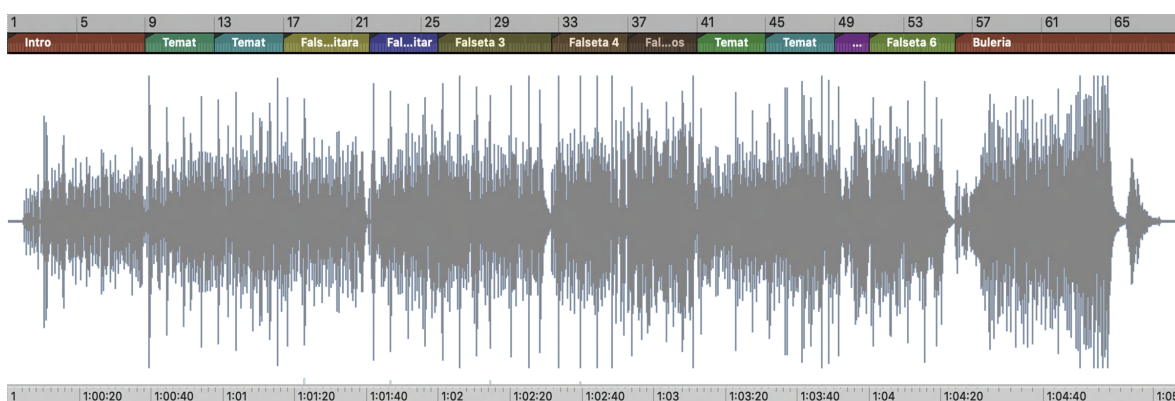 1 5 9 13 17 21 25 29 33 37 41 45 49 53 57 61 65
Intro Temat Temat Fals...itara Fal...itar Falseta 3 Falseta 4 Fal...os Temat Temat ... Falseta 6 Buleria
1 1:00:20 1:00:40 1:01 1:01:20 1:01:40 1:02 1:02:20 1:02:40 1:03 1:03:20 1:03:40 1:04 1:04:20 1:04:40